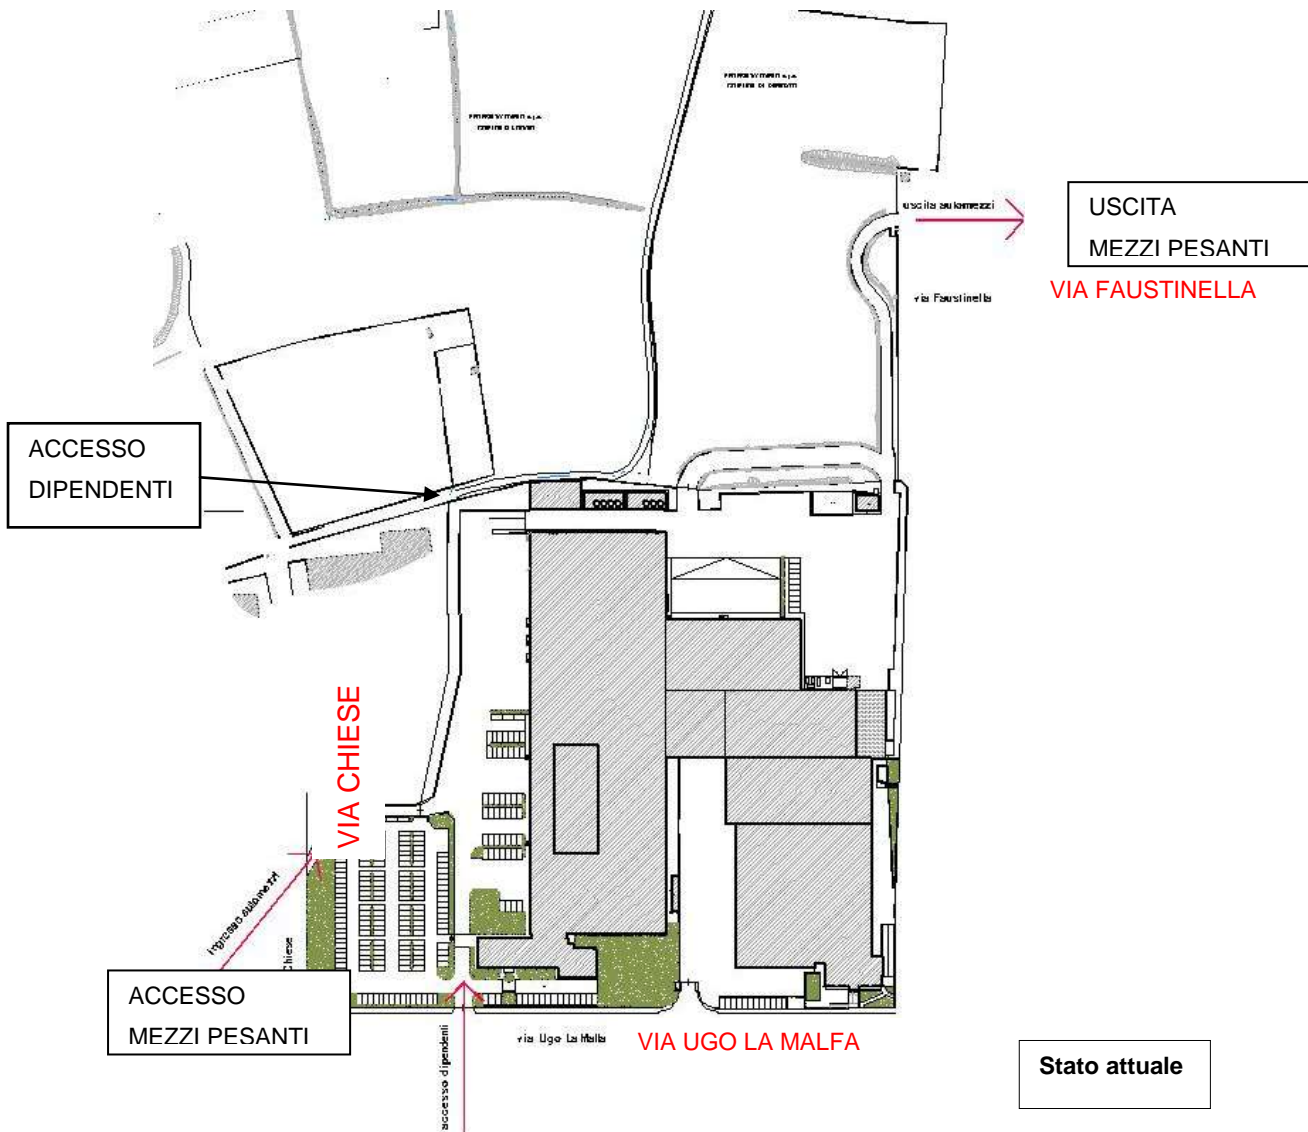 uscita automezzi
USCITA
MEZZI PESANTI
VIA FAUSTINELLA
via Faustinella
ACCESSO
DIPENDENTI
VIA CHIESE
ingresso automezzi
Chiese
ACCESSO
MEZZI PESANTI
accesso dipendenti
via Ugo La Malfa
VIA UGO LA MALFA
Stato attuale